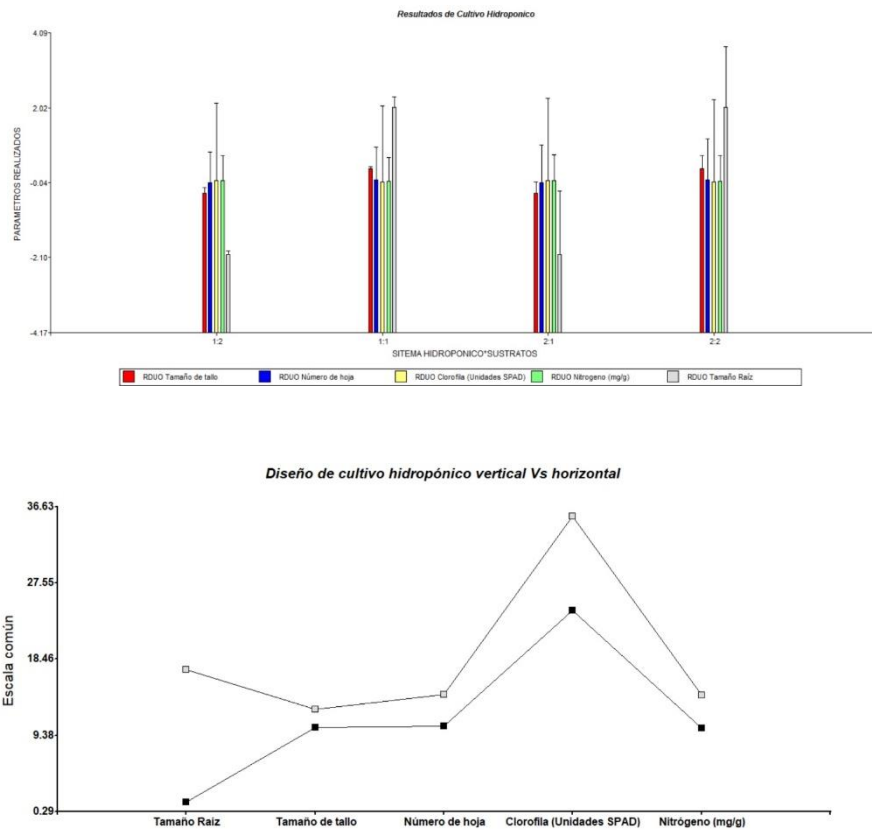 Resultados de Cultivo Hidroponico
4.09
2.02
-0.04
-2.10
-4.17
PARAMETROS REALIZADOS
1:2 1:1 2:1 2:2
SITEMA HIDROPONICO*SUSTRATOS
RDUO Tamaño de tallo RDUO Número de hoja RDUO Clorofila (Unidades SPAD) RDUO Nitrogeno (mg/g) RDUO Tamaño Raíz
Diseño de cultivo hidropónico vertical Vs horizontal
36.63
27.55
18.46
9.38
0.29
Escala común
Tamaño Raíz Tamaño de tallo Número de hoja Clorofila (Unidades SPAD) Nitrógeno (mg/g)